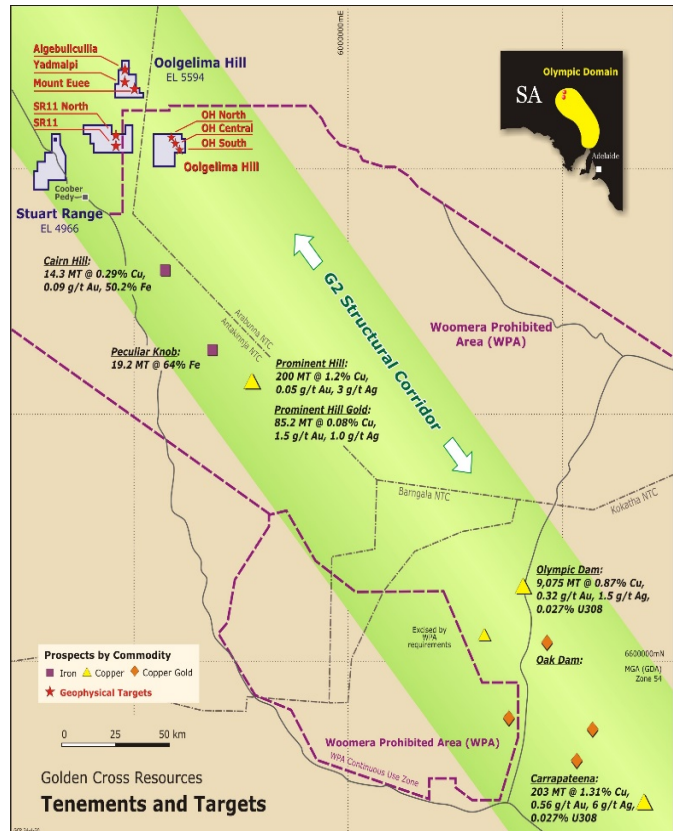 Algebullcullia
Yadmalpi
Mount Euee
Oolgelima Hill
EL 5594
SR11 North
SR11
OH North
OH Central
OH South
Oolgelima Hill
Coober
Pedy
Stuart Range
EL 4966
6000000mE
Olympic Domain
SA
Adelaide
Cairn Hill:
14.3 MT @ 0.29% Cu,
0.09 g/t Au, 50.2% Fe
G2 Structural Corridor
Arabunna NTC
Antakirinja NTC
Woomera Prohibited
Area (WPA)
Peculiar Knob:
19.2 MT @ 64% Fe
Prominent Hill:
200 MT @ 1.2% Cu,
0.05 g/t Au, 3 g/t Ag
Prominent Hill Gold:
85.2 MT @ 0.08% Cu,
1.5 g/t Au, 1.0 g/t Ag
Barngala NTC
Kokatha NTC
Olympic Dam:
9,075 MT @ 0.87% Cu,
0.32 g/t Au, 1.5 g/t Ag,
0.027% U308
Excised by
WPA
requirements
Oak Dam:
6600000mN
MGA (GDA)
Zone 54
Prospects by Commodity
Iron Copper Copper Gold
Geophysical Targets
0 25 50 km
Woomera Prohibited Area (WPA)
WPA Continuous Use Zone
Golden Cross Resources
Tenements and Targets
Carrapateena:
203 MT @ 1.31% Cu,
0.56 g/t Au, 6 g/t Ag,
0.027% U308